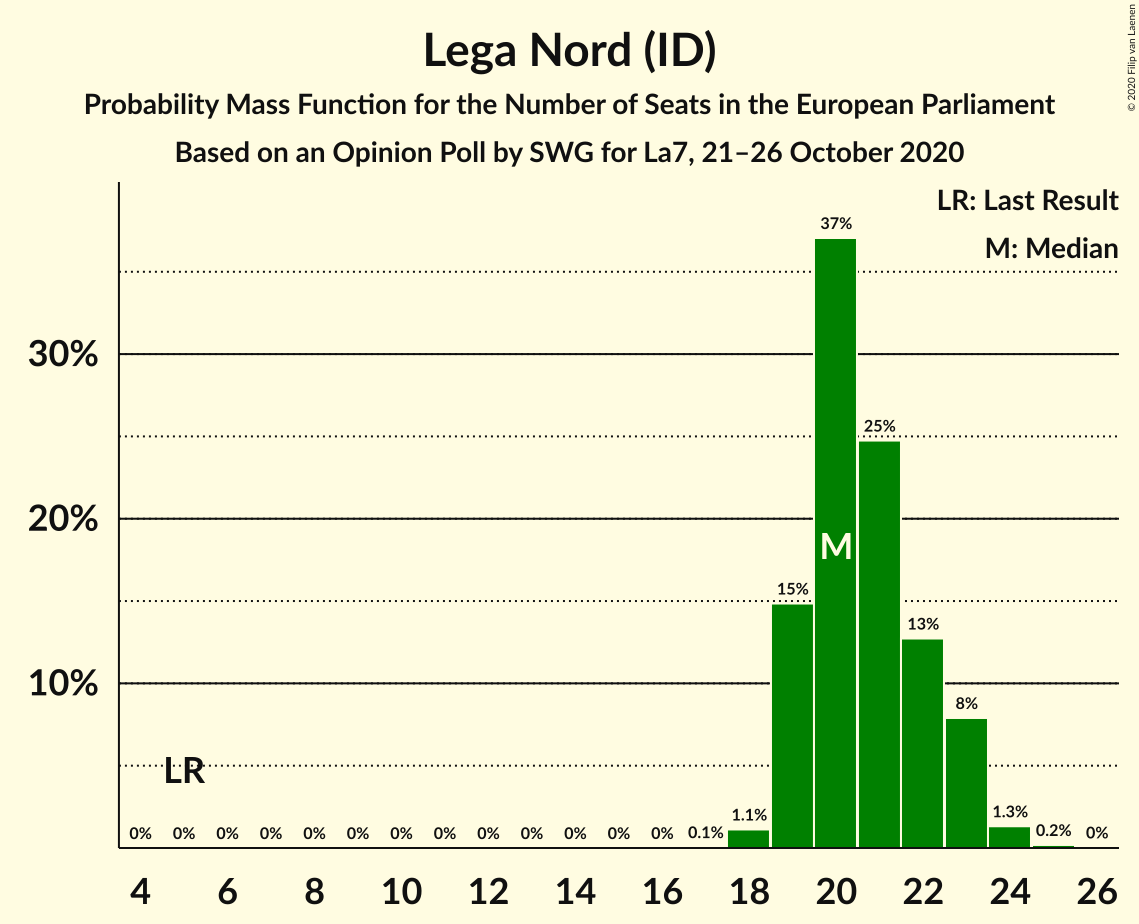 Lega Nord (ID)
Probability Mass Function for the Number of Seats in the European Parliament
Based on an Opinion Poll by SWG for La7, 21–26 October 2020
© 2020 Filip van Laenen
LR: Last Result
M: Median
30%
20%
10%
37%
25%
15%
13%
8%
M
LR
0% 0% 0% 0% 0% 0% 0% 0% 0% 0% 0% 0% 0% 0.1% 1.1% 1.3% 0.2% 0%
4 6 8 10 12 14 16 18 20 22 24 26